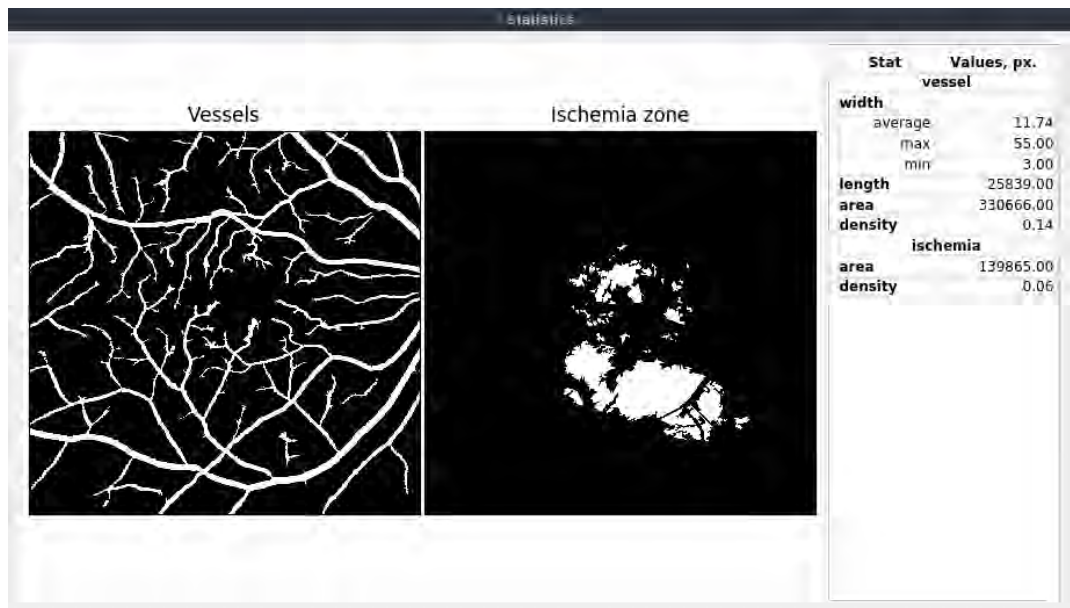 Statistics
Vessels
Ischemia zone
Stat Values, px.
vessel
width
average 11.74
max 55.00
min 3.00
length 25839.00
area 330666.00
density 0.14
ischemia
area 139865.00
density 0.06